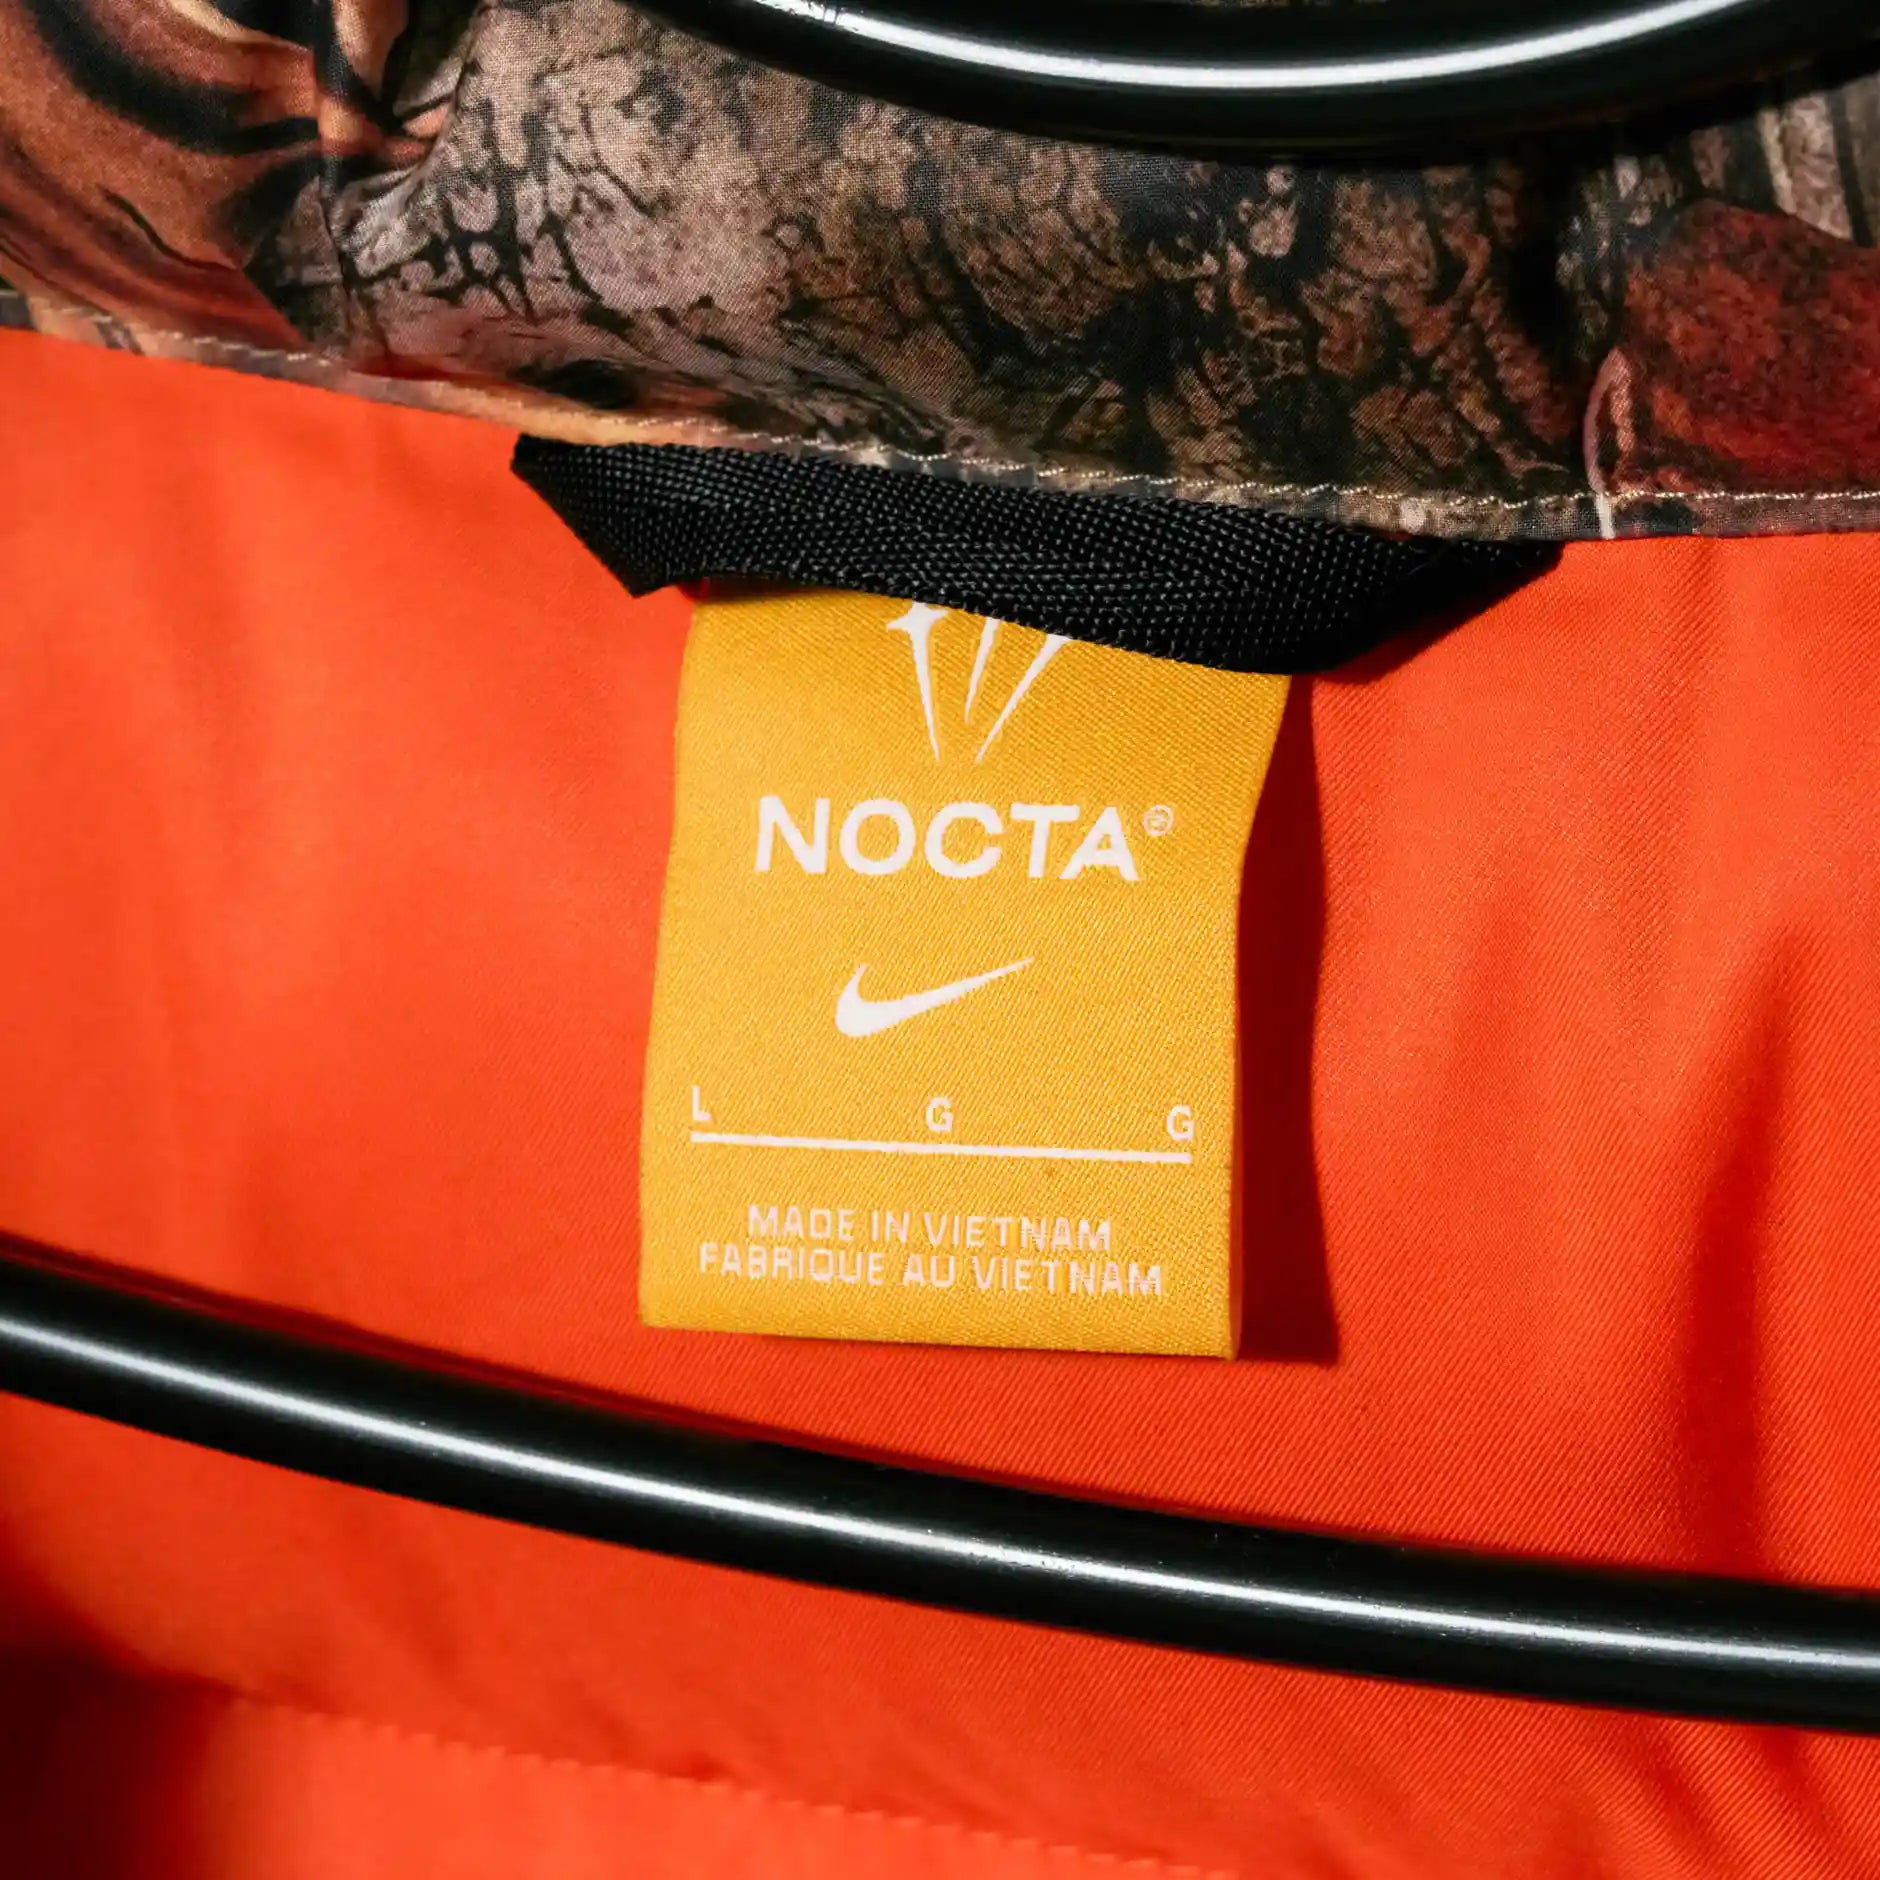 NOCTA®
L G G
MADE IN VIETNAM
FABRIQUE AU VIETNAM